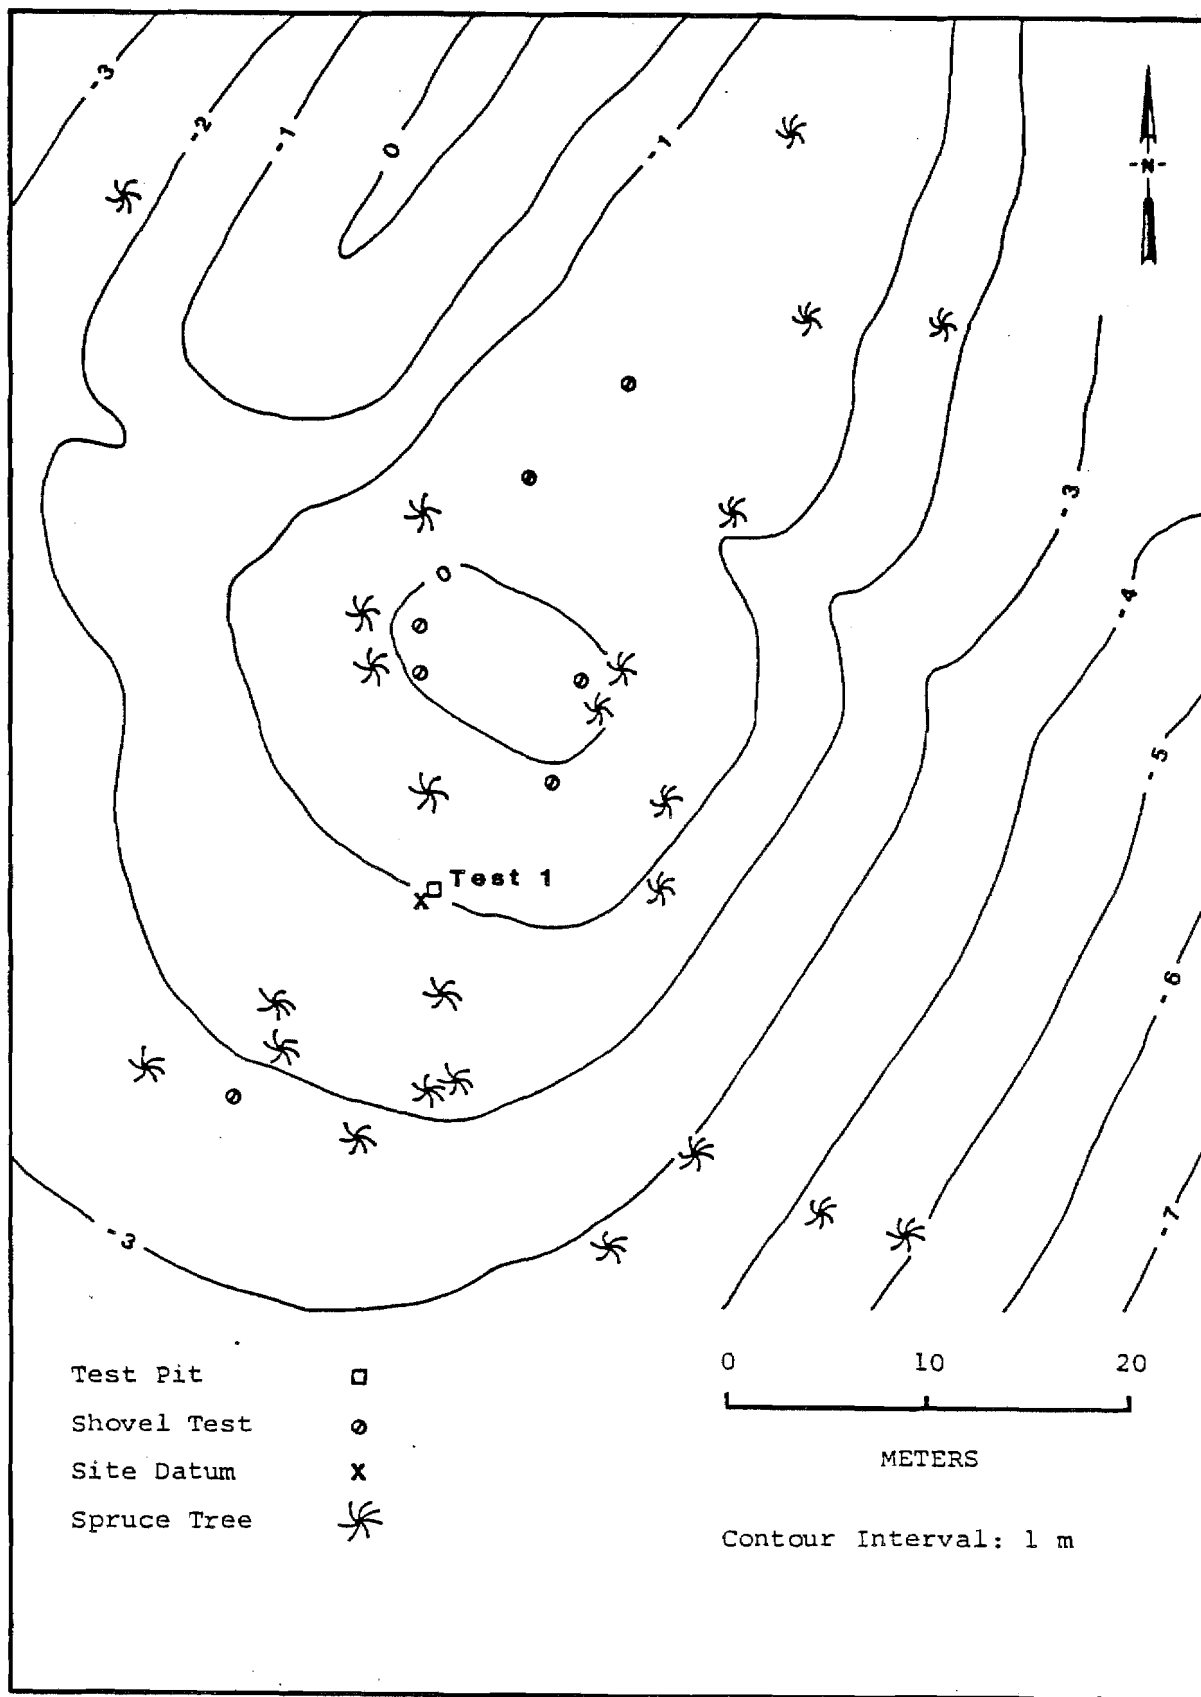 -3
-2
-1
0
-1
-N-
-3
0
-4
-5
Test 1
X
-6
-7
-3
Test Pit
Shovel Test
Site Datum X
Spruce Tree
0 10 20
METERS
Contour Interval: 1 m